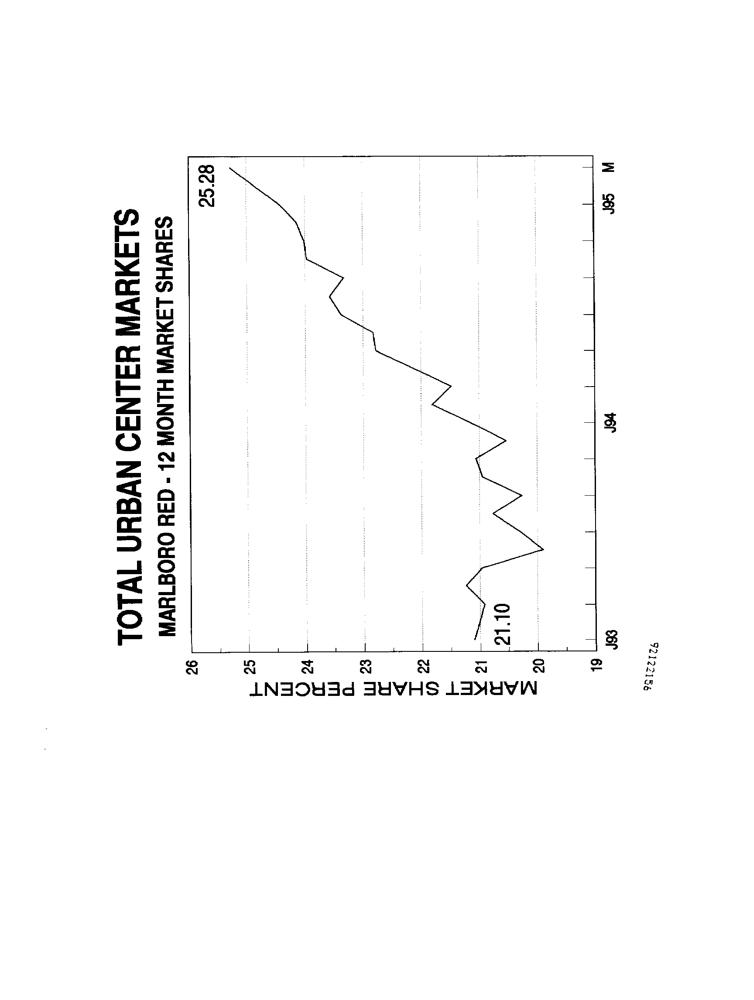 TOTAL URBAN CENTER MARKETS
MARLBORO RED - 12 MONTH MARKET SHARES
MARKET SHARE PERCENT
26
25
24
23
22
21
20
19
21.10
25.28
J93
J94
J95
M
92122156